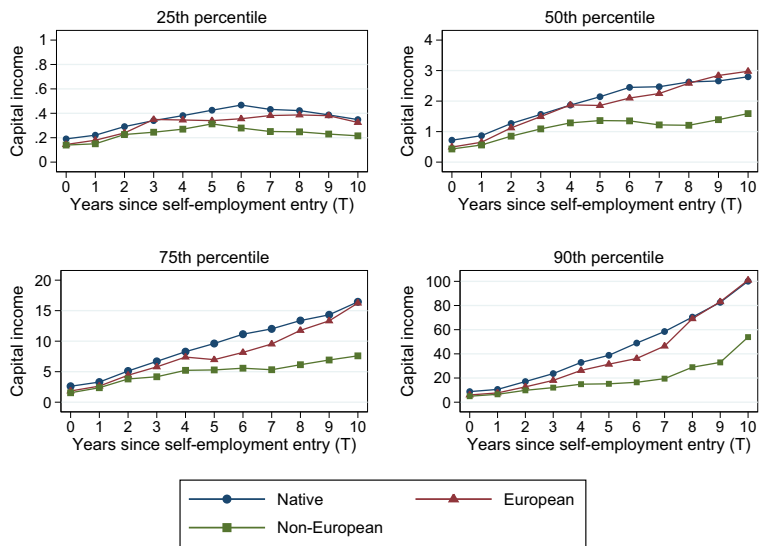 25th percentile
Capital income
1
.8
.6
.4
.2
0
0 1 2 3 4 5 6 7 8 9 10
Years since self-employment entry (T)
50th percentile
Capital income
4
3
2
1
0
0 1 2 3 4 5 6 7 8 9 10
Years since self-employment entry (T)
75th percentile
Capital income
20
15
10
5
0
0 1 2 3 4 5 6 7 8 9 10
Years since self-employment entry (T)
90th percentile
Capital income
100
80
60
40
20
0
0 1 2 3 4 5 6 7 8 9 10
Years since self-employment entry (T)
Native
European
Non-European